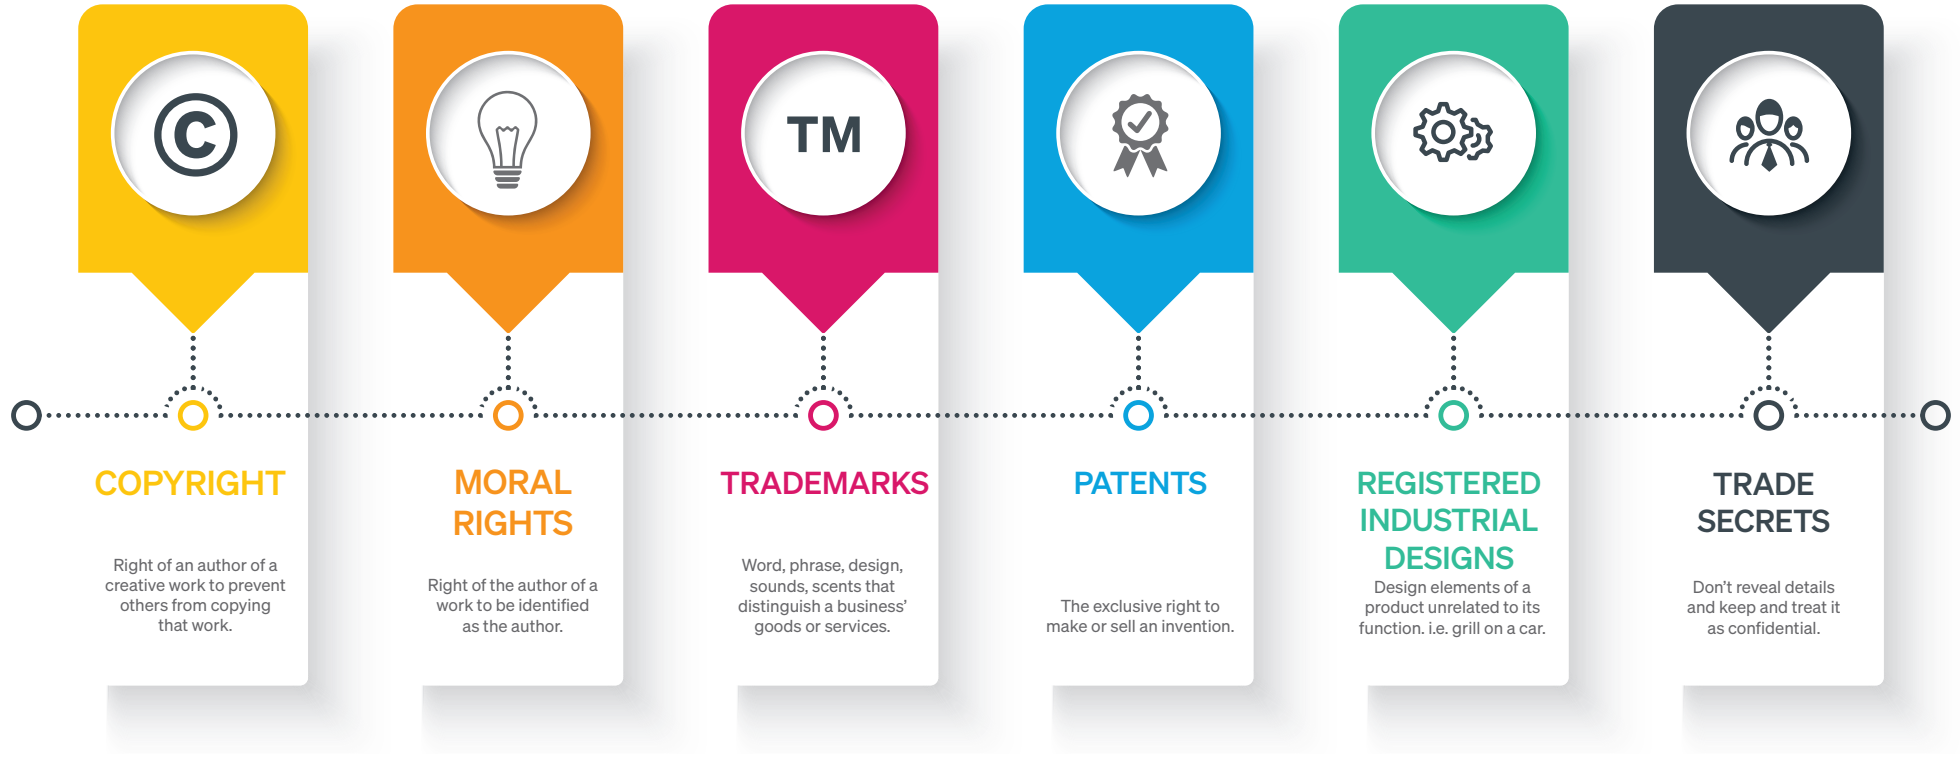 ©
TM
COPYRIGHT
Right of an author of a
creative work to prevent
others from copying
that work.
MORAL
RIGHTS
Right of the author of a
work to be identified
as the author.
TRADEMARKS
Word, phrase, design,
sounds, scents that
distinguish a business’
goods or services.
PATENTS
The exclusive right to
make or sell an invention.
REGISTERED
INDUSTRIAL
DESIGNS
Design elements of a
product unrelated to its
function. i.e. grill on a car.
TRADE
SECRETS
Don’t reveal details
and keep and treat it
as confidential.